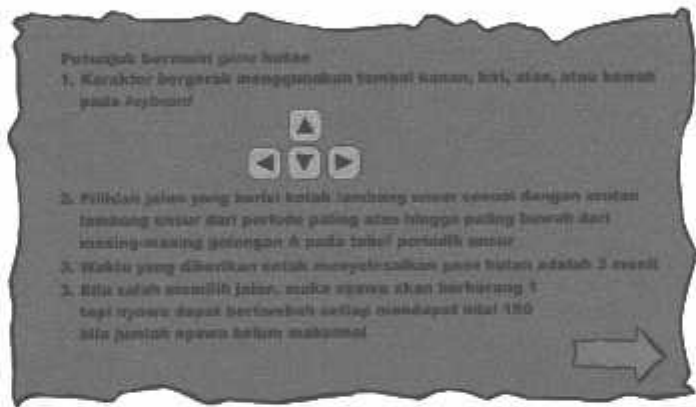 Petunjuk bermain game hutan
1. Karakter bergerak menggunakan tombol kanan, kiri, atas, atau bawah
pada keyboard
2. Pilihlah jalan yang berisi kotak lambang unsur sesuai dengan urutan
lambang unsur dari periode paling atas hingga paling bawah dari
masing-masing golongan A pada tabel periodik unsur
3. Waktu yang diberikan untuk menyelesaikan game hutan adalah 3 menit
3. Bila salah memilih jalan, maka nyawa akan berkurang 1
tapi nyawa dapat bertambah setiap mendapat nilai 150
bila jumlah nyawa belum maksimal